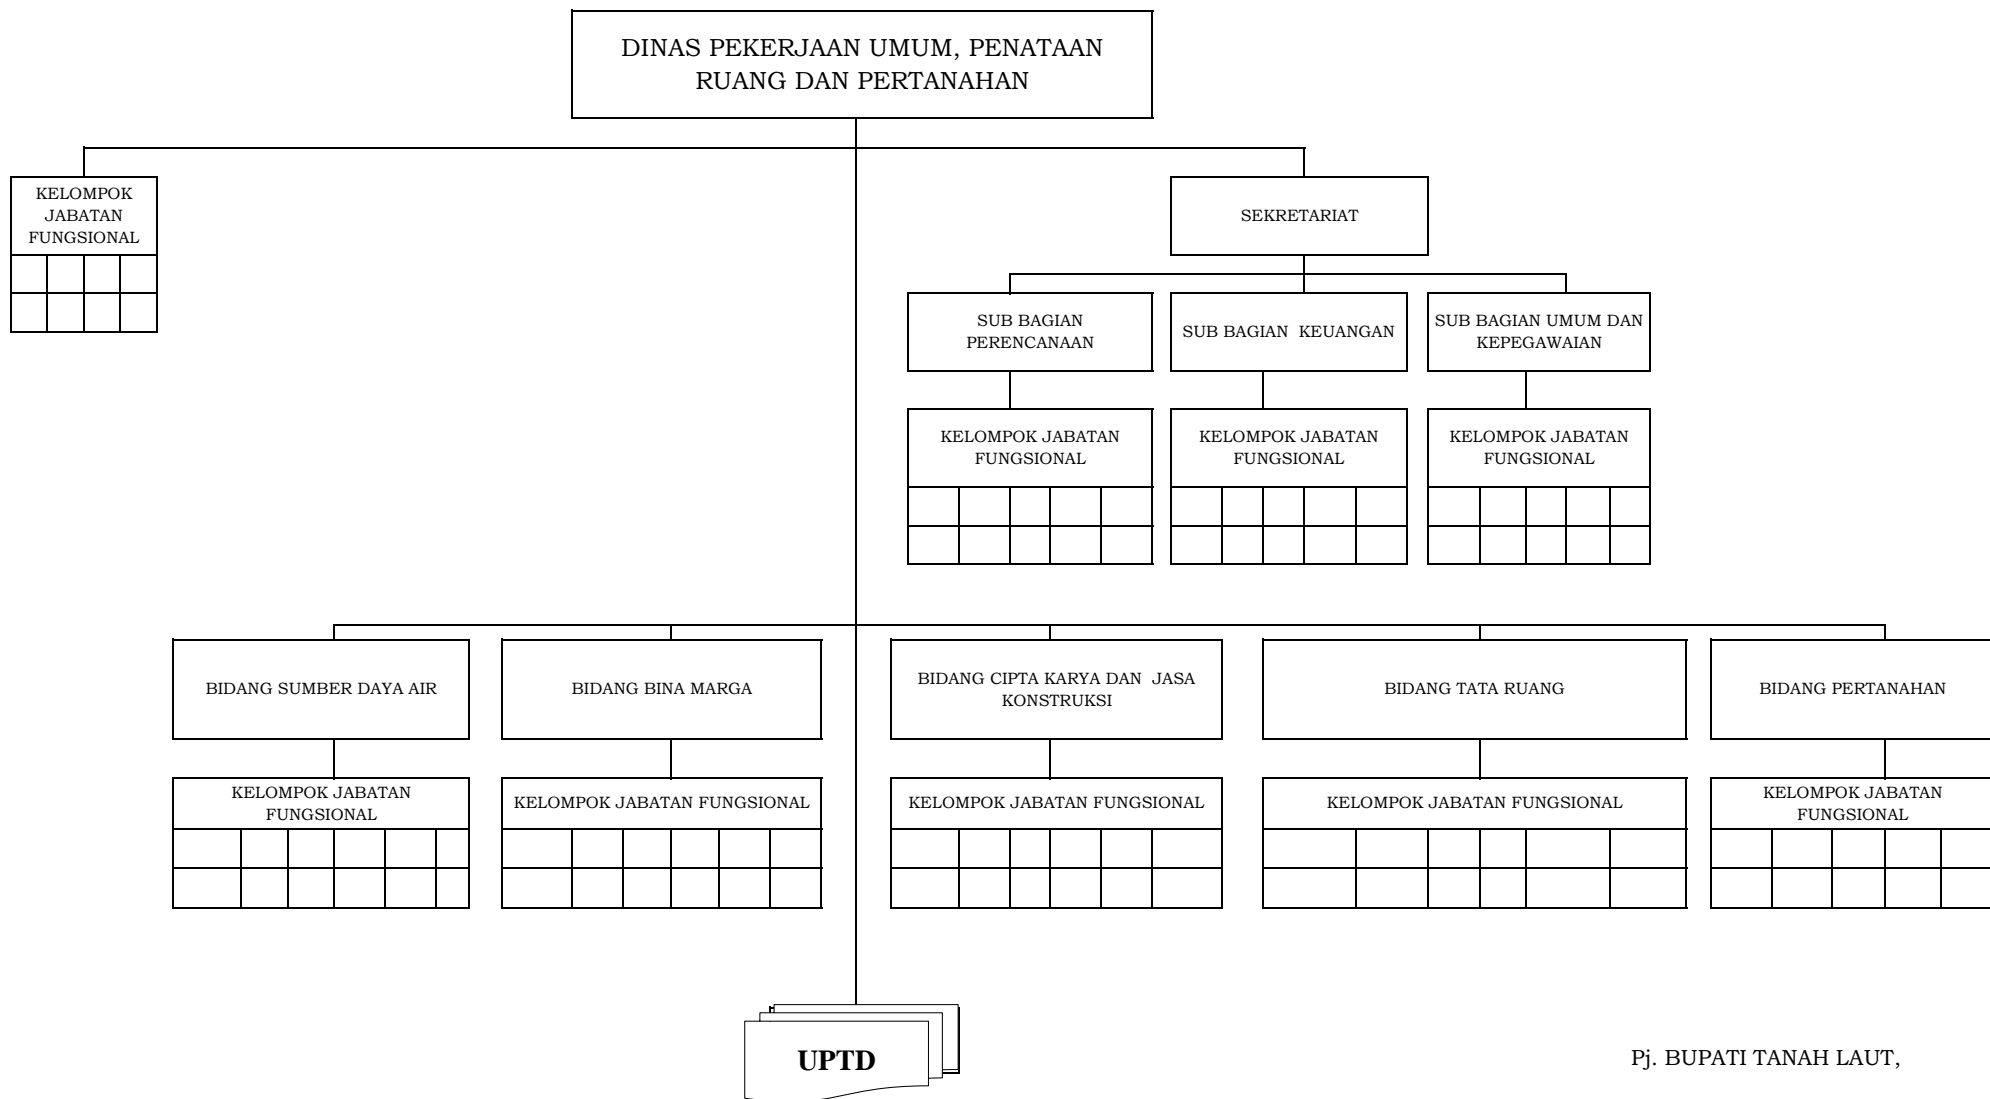 DINAS PEKERJAAN UMUM, PENATAAN
RUANG DAN PERTANAHAN
KELOMPOK
JABATAN
FUNGSIONAL
SEKRETARIAT
SUB BAGIAN
PERENCANAAN
SUB BAGIAN  KEUANGAN
SUB BAGIAN UMUM DAN
KEPEGAWAIAN
KELOMPOK JABATAN
FUNGSIONAL
KELOMPOK JABATAN
FUNGSIONAL
KELOMPOK JABATAN
FUNGSIONAL
BIDANG SUMBER DAYA AIR
BIDANG BINA MARGA
BIDANG CIPTA KARYA DAN  JASA
KONSTRUKSI
BIDANG TATA RUANG
BIDANG PERTANAHAN
KELOMPOK JABATAN
FUNGSIONAL
KELOMPOK JABATAN FUNGSIONAL
KELOMPOK JABATAN FUNGSIONAL
KELOMPOK JABATAN FUNGSIONAL
KELOMPOK JABATAN
FUNGSIONAL
UPTD
Pj. BUPATI TANAH LAUT,